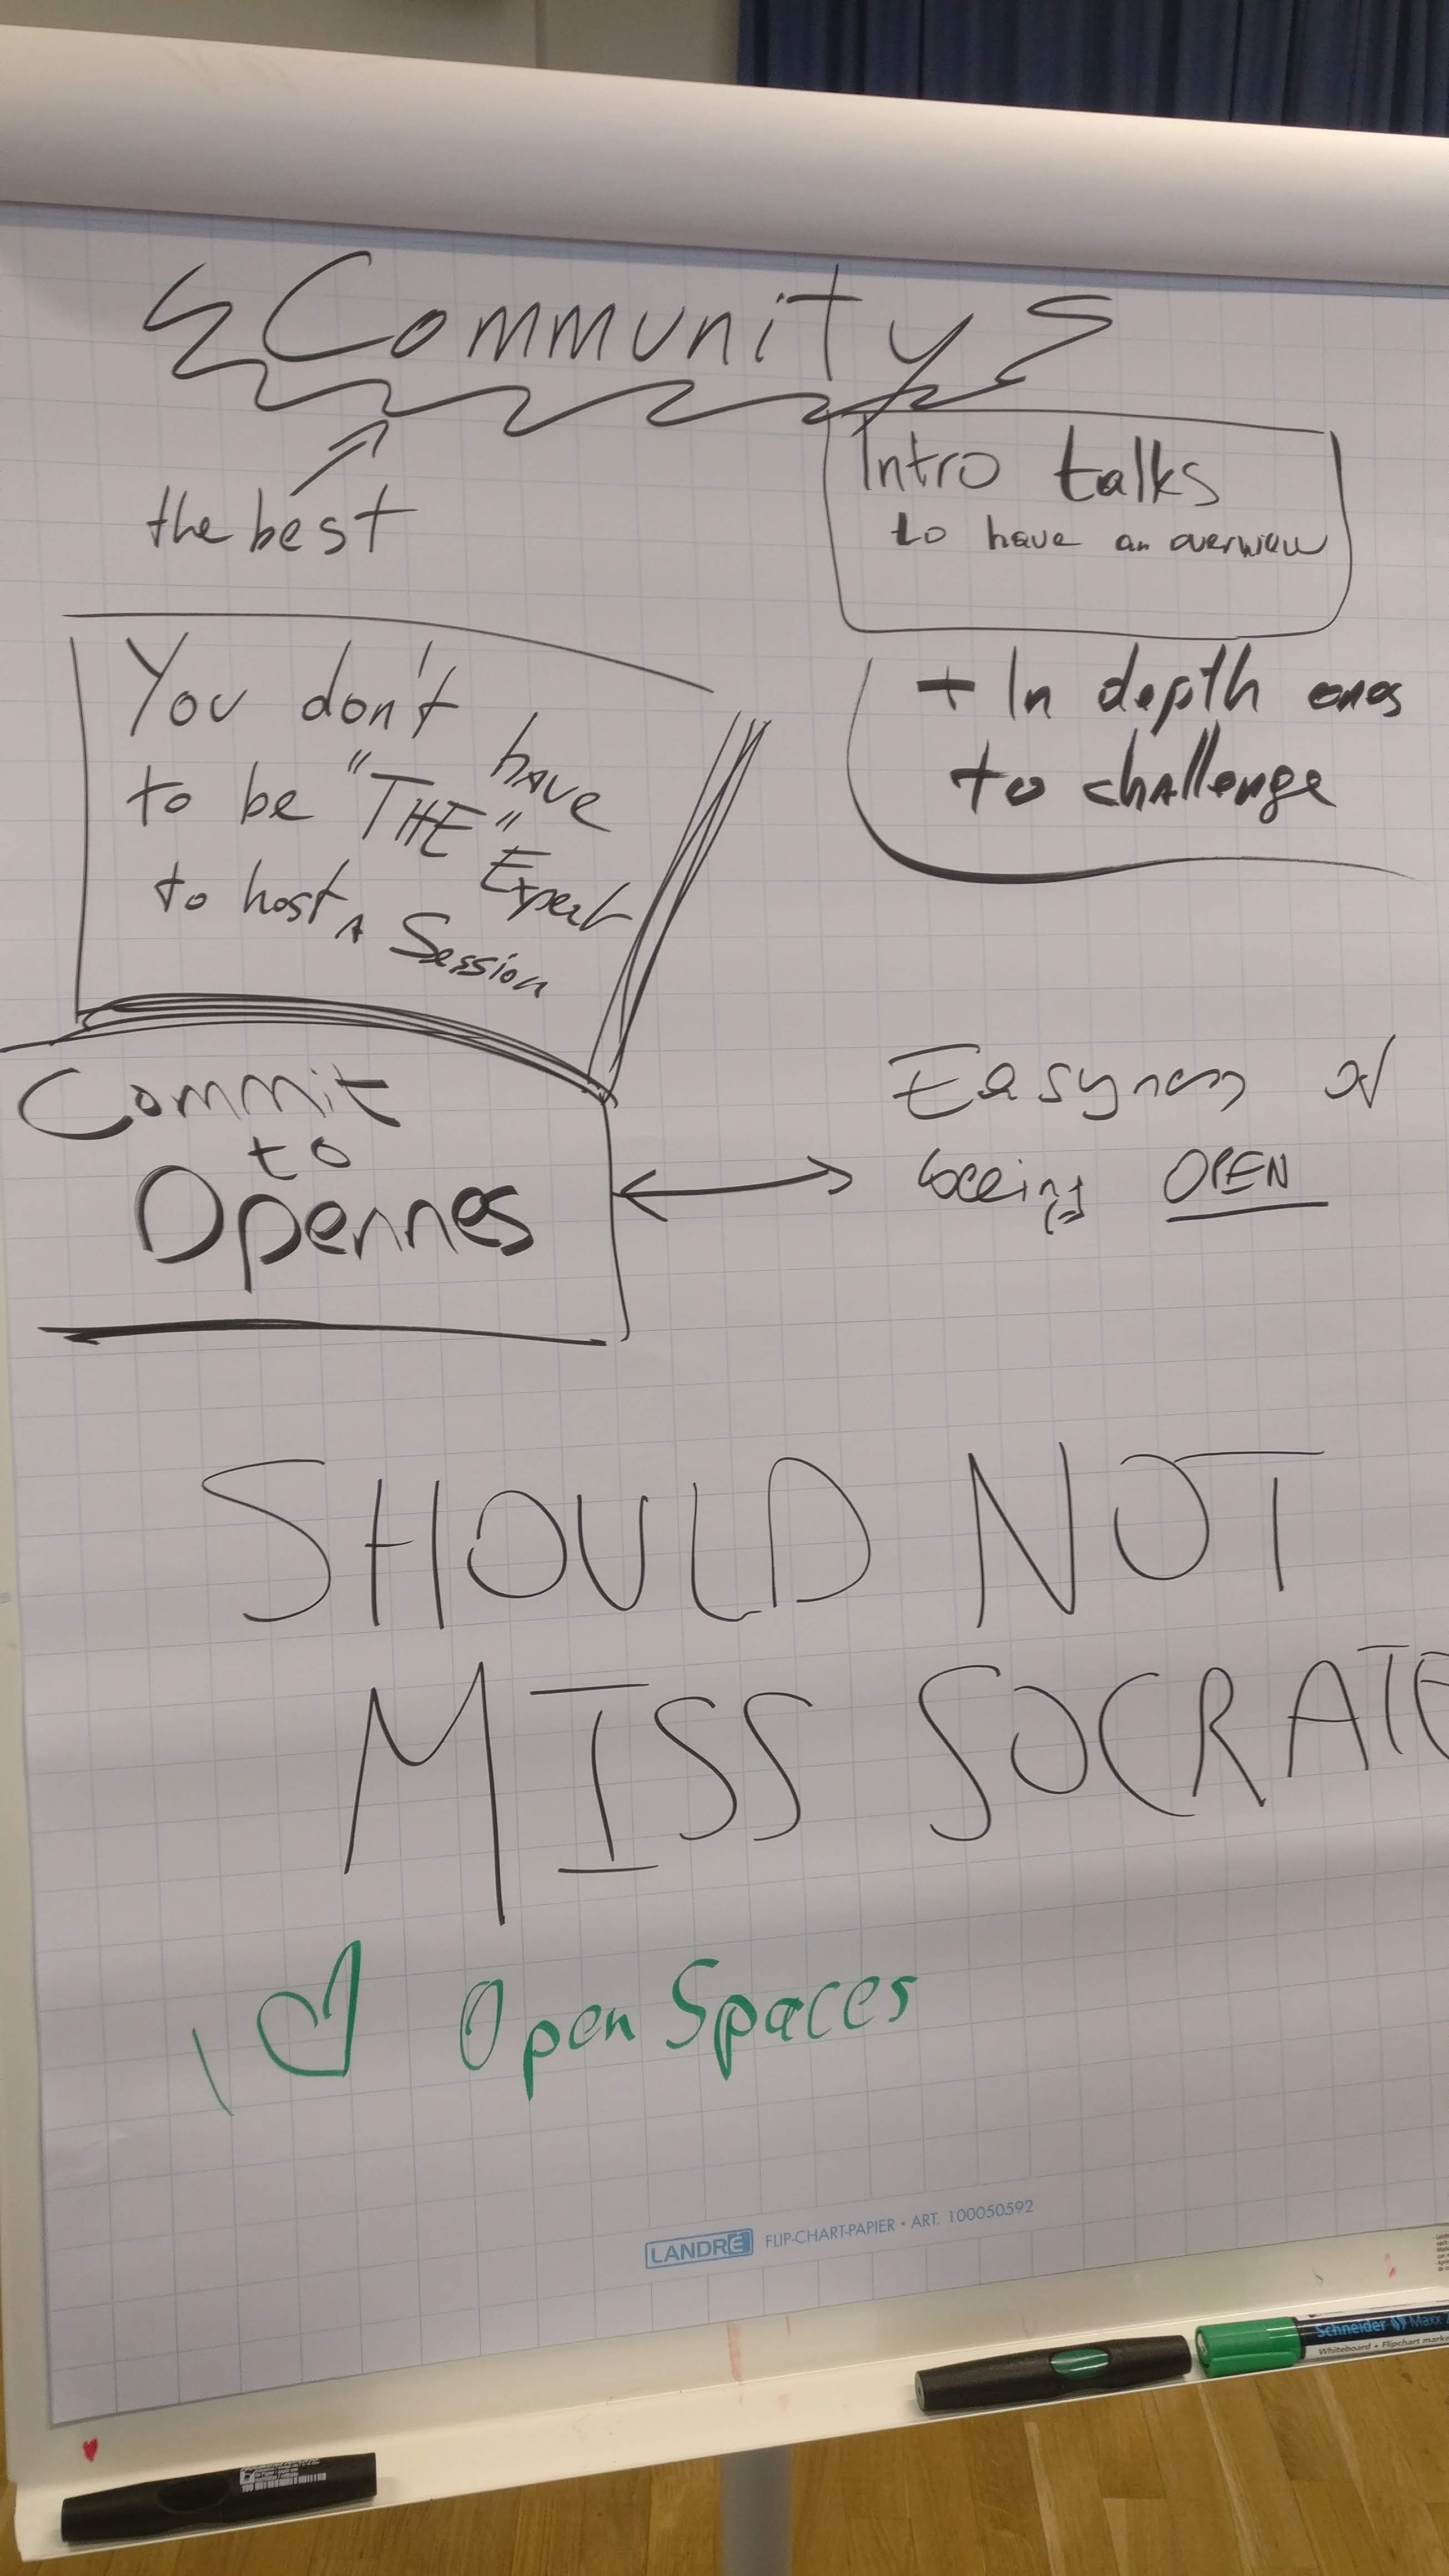 Community
the best
Intro talks
to have an overview
+ In depth ones
to challenge
You don't have
to be "THE" Expert
to host A Session
Commit
to
Opennes
Easyness of
being OPEN
SHOULD NOT
MISS SOCRATE
I ♡ Open Spaces
LANDRÉ FLIP-CHART-PAPIER • ART. 100050592
Schneider Maxx
Whiteboard + Flipchart marke